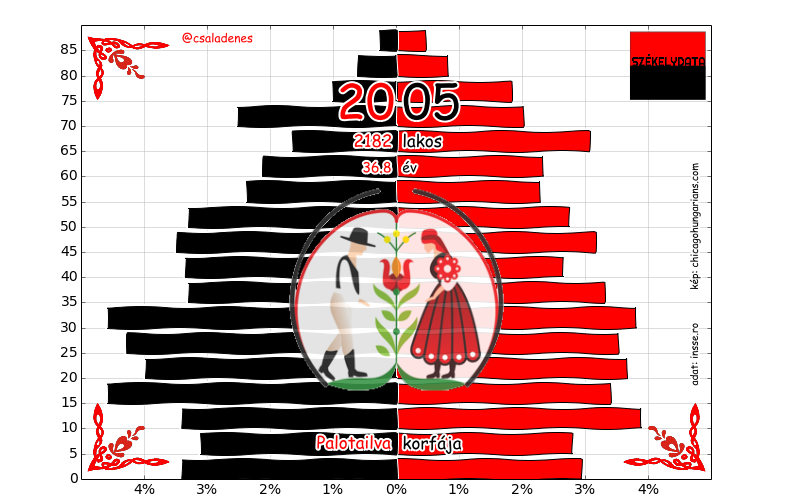 @csaladenes
SZÉKELYDATA
2005
2182 lakos
36.8 év
Palotailva korfája
kép: chicagohungarians.com
adat: insse.ro
85
80
75
70
65
60
55
50
45
40
35
30
25
20
15
10
5
0
4% 3% 2% 1% 0% 1% 2% 3% 4%